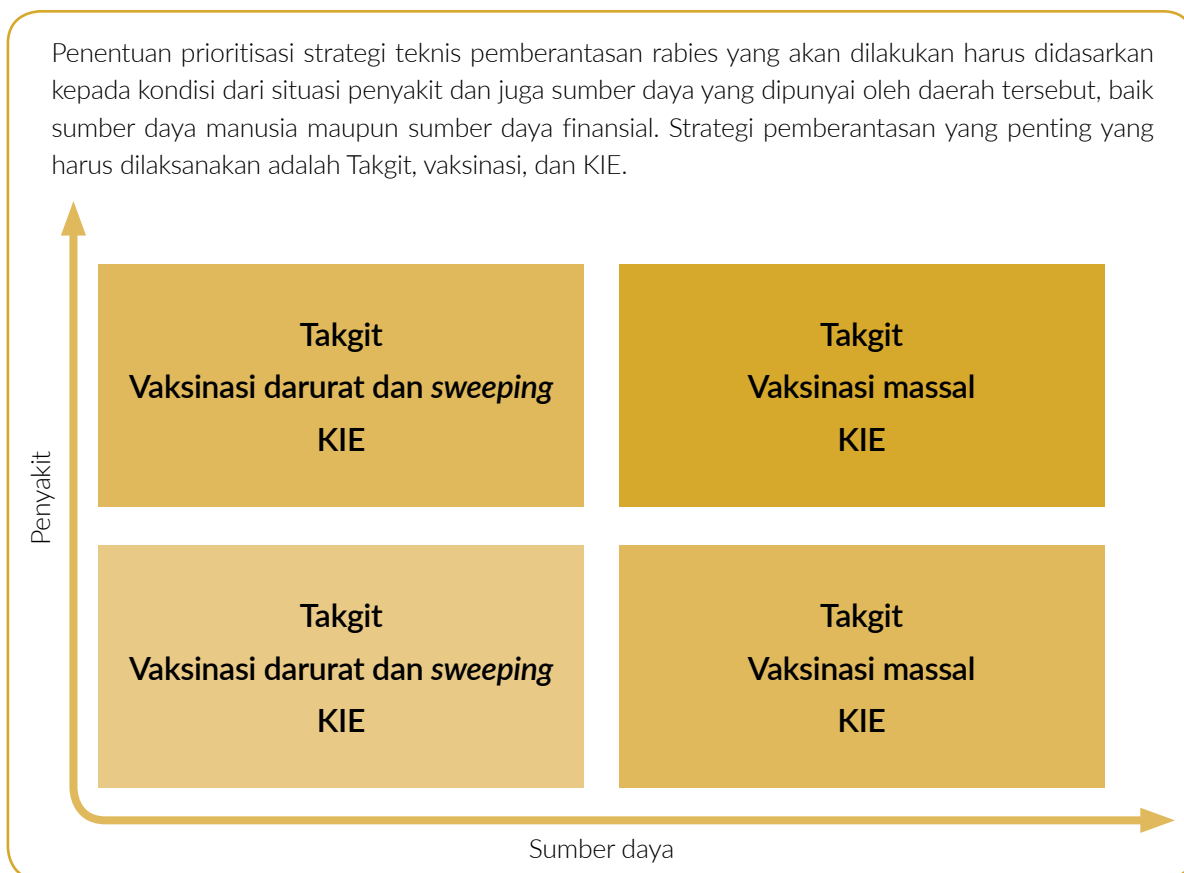 Penentuan prioritisasi strategi teknis pemberantasan rabies yang akan dilakukan harus didasarkan
kepada kondisi dari situasi penyakit dan juga sumber daya yang dipunyai oleh daerah tersebut, baik
sumber daya manusia maupun sumber daya finansial. Strategi pemberantasan yang penting yang
harus dilaksanakan adalah Takgit, vaksinasi, dan KIE.
Penyakit
Takgit
Vaksinasi darurat dan sweeping
KIE
Takgit
Vaksinasi massal
KIE
Takgit
Vaksinasi darurat dan sweeping
KIE
Takgit
Vaksinasi massal
KIE
Sumber daya